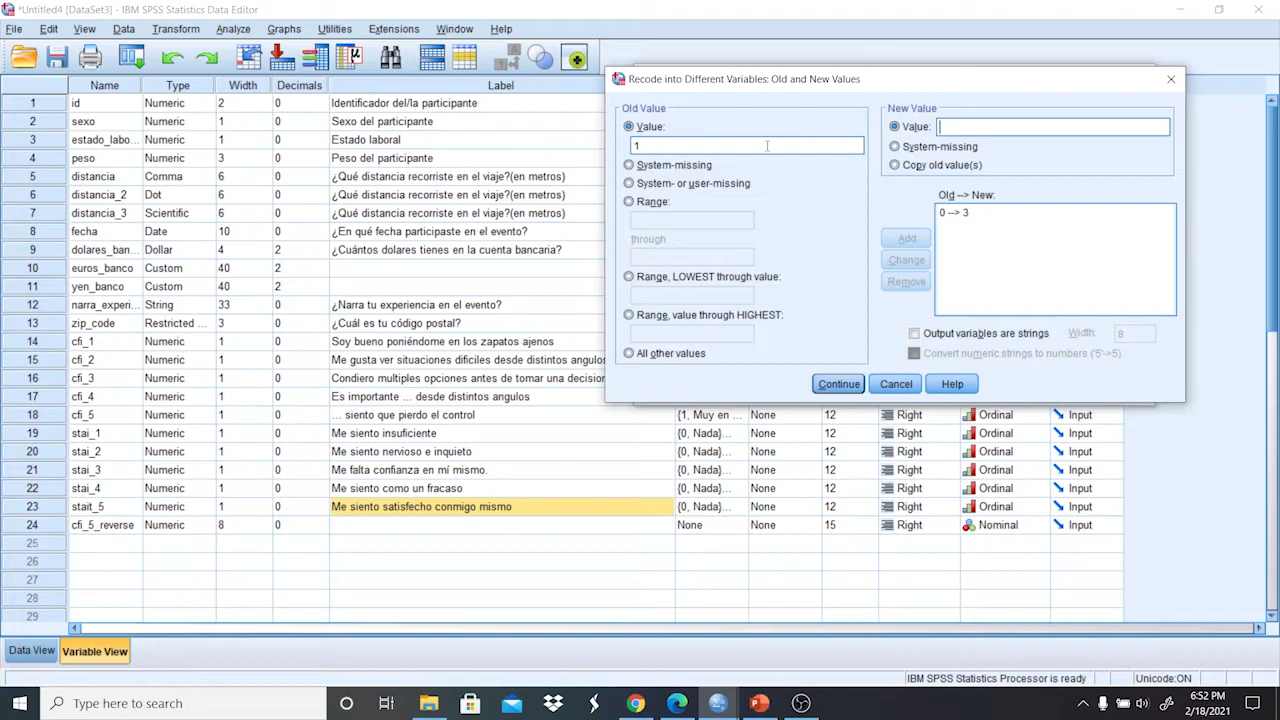 *Untitled4 [DataSet3] - IBM SPSS Statistics Data Editor
File Edit View Data Transform Graphs Analyze Utilities Extensions Window Help
Name Type Width Decimals Label
1 id Numeric 2 0 Identificador del/la participante
2 sexo Numeric 1 0 Sexo del participante
3 estado_labo... Numeric 1 0 Estado laboral
4 peso Numeric 3 0 Peso del participante
5 distancia Comma 6 0 ¿Qué distancia recorriste en el viaje?(en metros)
6 distancia_2 Dot 6 0 ¿Qué distancia recorriste en el viaje?(en metros)
7 distancia_3 Scientific 6 0 ¿Qué distancia recorriste en el viaje?(en metros)
8 fecha Date 10 0 ¿En qué fecha participaste en el evento?
9 dolares_ban... Dollar 4 2 ¿Cuántos dolares tienes en la cuenta bancaria?
10 euros_banco Custom 40 2
11 yen_banco Custom 40 2
12 narra_experi... String 33 0 ¿Narra tu experiencia en el evento?
13 zip_code Restricted ... 3 0 ¿Cuál es tu código postal?
14 cfi_1 Numeric 1 0 Soy bueno poniéndome en los zapatos ajenos
15 cfi_2 Numeric 1 0 Me gusta ver situaciones dificiles desde distintos angulos
16 cfi_3 Numeric 1 0 Condiero multiples opciones antes de tomar una decision
17 cfi_4 Numeric 1 0 Es importante ... desde distintos angulos
18 cfi_5 Numeric 1 0 ... siento que pierdo el control {1, Muy en ... None 12 Right Ordinal Input
19 stai_1 Numeric 1 0 Me siento insuficiente {0, Nada}... None 12 Right Ordinal Input
20 stai_2 Numeric 1 0 Me siento nervioso e inquieto {0, Nada}... None 12 Right Ordinal Input
21 stai_3 Numeric 1 0 Me falta confianza en mí mismo. {0, Nada}... None 12 Right Ordinal Input
22 stai_4 Numeric 1 0 Me siento como un fracaso {0, Nada}... None 12 Right Ordinal Input
23 stait_5 Numeric 1 0 Me siento satisfecho conmigo mismo {0, Nada}... None 12 Right Ordinal Input
24 cfi_5_reverse Numeric 8 0 None None 15 Right Nominal Input
25
26
27
28
29
Recode into Different Variables: Old and New Values
Old Value
Value:
1
System-missing
System- or user-missing
Range:
through
Range, LOWEST through value:
Range, value through HIGHEST:
All other values
New Value
Value:
System-missing
Copy old value(s)
Old --> New:
0 --> 3
Add
Change
Remove
Output variables are strings Width: 8
Convert numeric strings to numbers ('5'->5)
Continue Cancel Help
Data View Variable View
IBM SPSS Statistics Processor is ready Unicode:ON
Type here to search
6:52 PM
2/18/2021